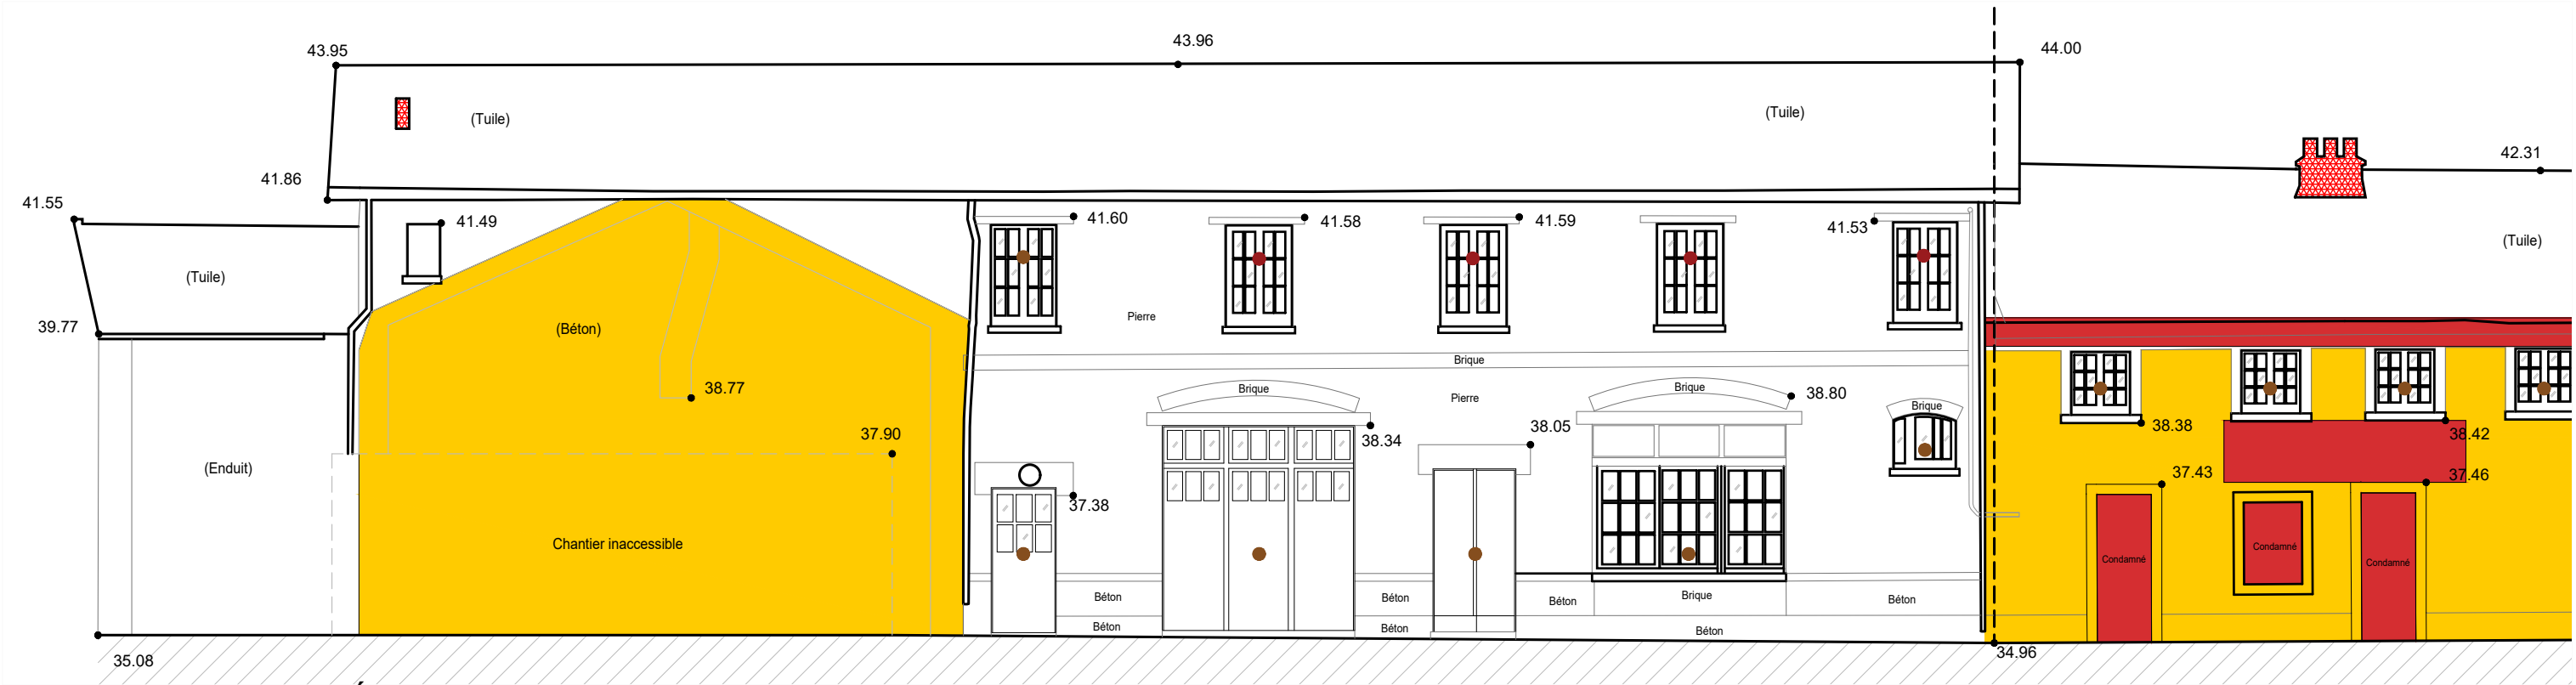 43.95
43.96
44.00
(Tuile)
(Tuile)
42.31
41.86
41.55
41.49
41.60
41.58
41.59
41.53
(Tuile)
(Tuile)
39.77
(Béton)
Pierre
Brique
38.77
Brique
Pierre
Brique
38.80
Brique
38.38
38.42
37.90
38.34
38.05
(Enduit)
37.43
37.46
37.38
Chantier inaccessible
Condamné
Condamné
Condamné
Béton
Béton
Béton
Brique
Béton
Béton
Béton
Béton
35.08
34.96